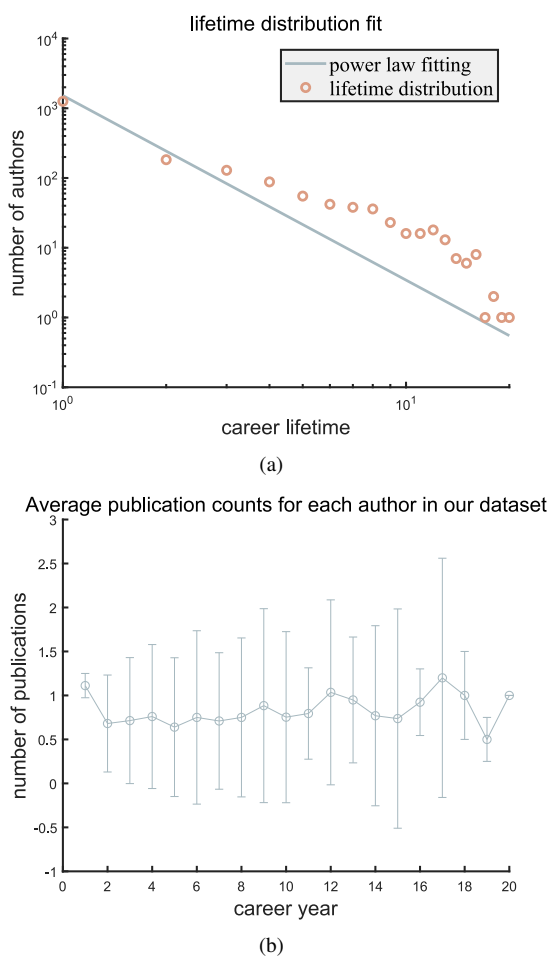 lifetime distribution fit
10^4
power law fitting
lifetime distribution
10^3
10^2
10^1
10^0
10^-1
number of authors
10^0
10^1
career lifetime
(a)
Average publication counts for each author in our dataset
3
2.5
2
1.5
1
0.5
0
-0.5
-1
number of publications
0 2 4 6 8 10 12 14 16 18 20
career year
(b)